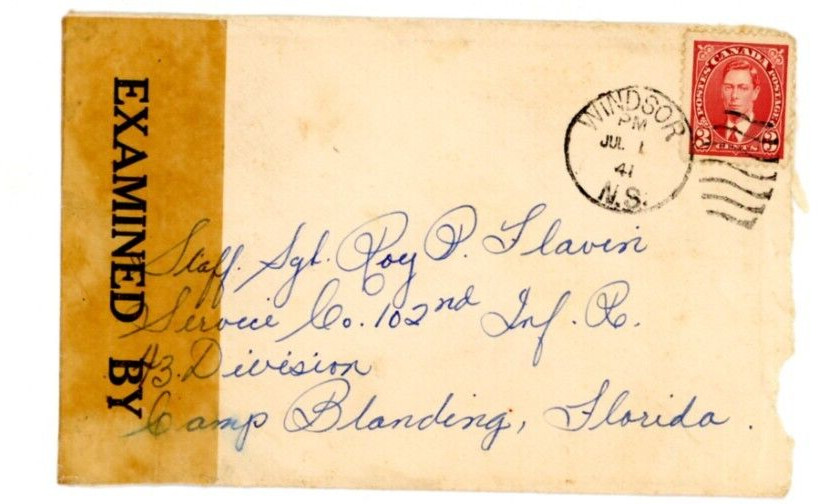 EXAMINED BY
WINDSOR
PM
JUL 1
41
N.S.
POSTES CANADA POSTAGE
3 CENTS 3
Staff. Sgt. Roy P. Flavin
Service Co. 102nd Inf. R.
43. Division
Camp Blanding, Florida.